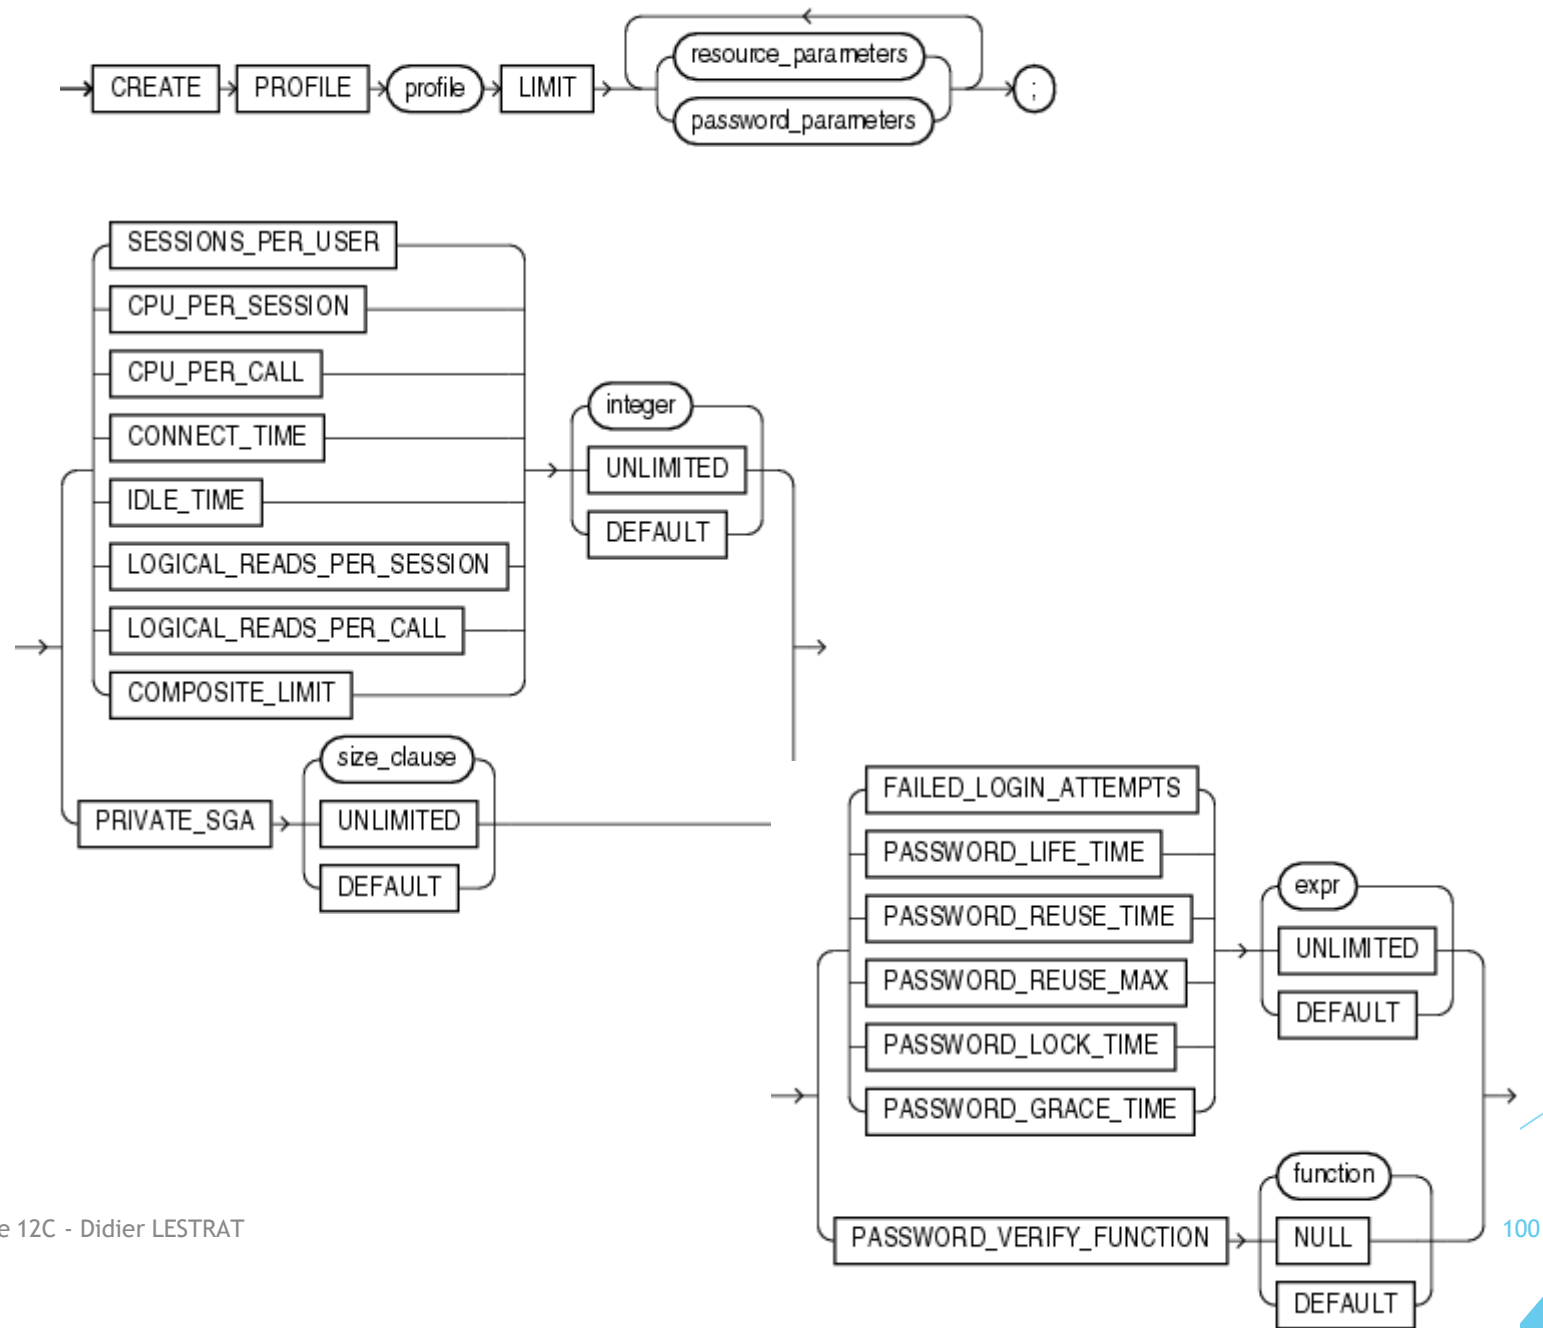 CREATE PROFILE profile LIMIT resource_parameters ;
password_parameters
SESSIONS_PER_USER
CPU_PER_SESSION
CPU_PER_CALL
CONNECT_TIME
IDLE_TIME
LOGICAL_READS_PER_SESSION
LOGICAL_READS_PER_CALL
COMPOSITE_LIMIT
integer
UNLIMITED
DEFAULT
PRIVATE_SGA
size_clause
UNLIMITED
DEFAULT
FAILED_LOGIN_ATTEMPTS
PASSWORD_LIFE_TIME
PASSWORD_REUSE_TIME
PASSWORD_REUSE_MAX
PASSWORD_LOCK_TIME
PASSWORD_GRACE_TIME
expr
UNLIMITED
DEFAULT
PASSWORD_VERIFY_FUNCTION
function
NULL
DEFAULT
e 12C - Didier LESTRAT
100